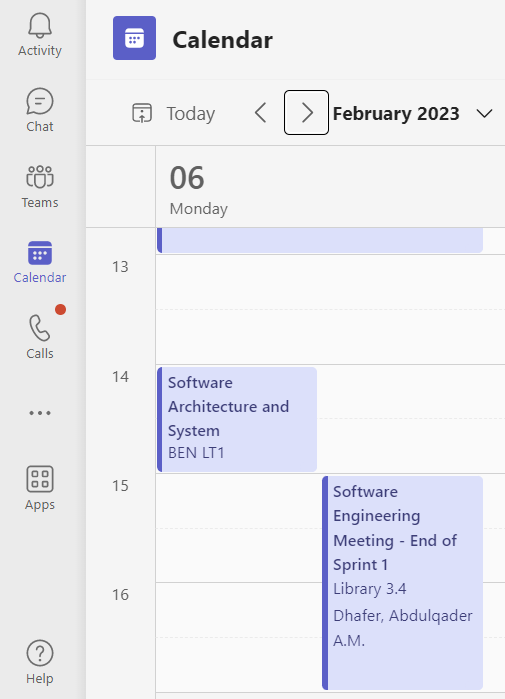 Activity
Chat
Teams
Calendar
Calls
Apps
Help
Calendar
Today
February 2023
06
Monday
13
14
Software
Architecture and
System
BEN LT1
15
Software
Engineering
Meeting - End of
Sprint 1
Library 3.4
Dhafer, Abdulqader
A.M.
16